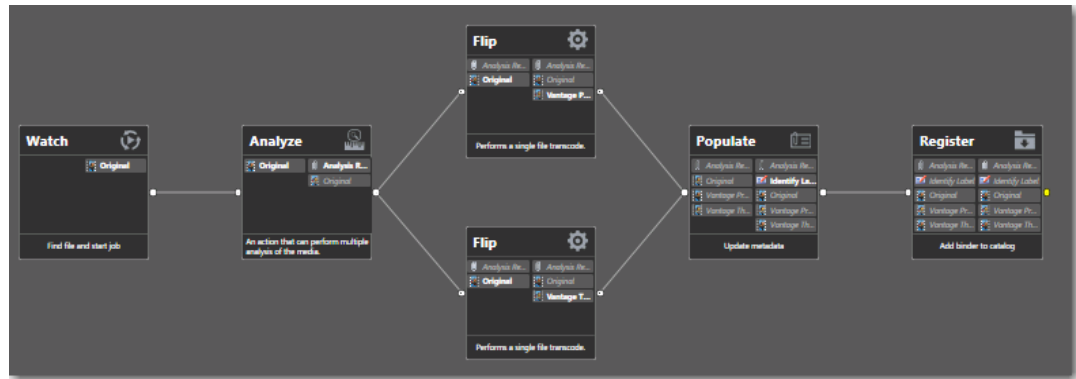 Watch
Original
Find file and start job
Analyze
Original
Analysis R...
Original
An action that can perform multiple
analysis of the media.
Flip
Analysis Re... Analysis Re...
Original Original
Vantage P...
Performs a single file transcode.
Flip
Analysis Re... Analysis Re...
Original Original
Vantage T...
Performs a single file transcode.
Populate
Analysis Re... Analysis Re...
Original Identify La...
Vantage Pr... Original
Vantage Th... Vantage Pr...
Vantage Th...
Update metadata
Register
Analysis Re... Analysis Re...
Identify Label Identify Label
Original Original
Vantage Pr... Vantage Pr...
Vantage Th... Vantage Th...
Add binder to catalog